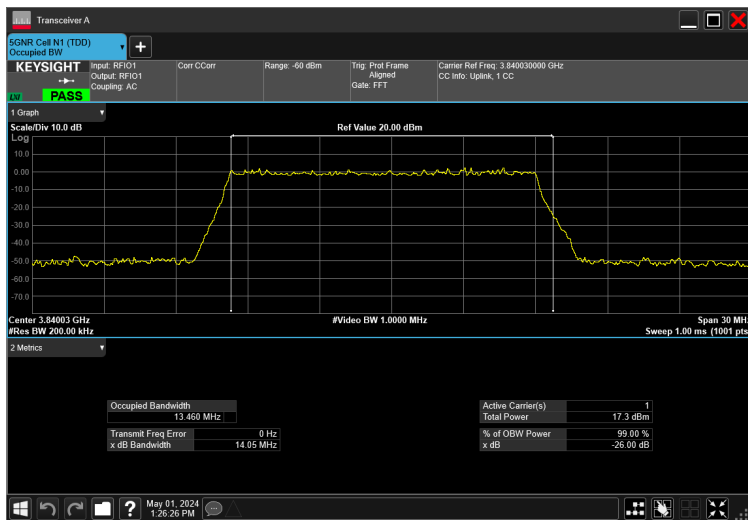 Transceiver A
5GNR Cell N1 (TDD)
Occupied BW
+
KEYSIGHT
Input: RFIO1
Output: RFIO1
Coupling: AC
Corr CCorr
Range: -60 dBm
Trig: Prot Frame
Aligned
Gate: FFT
Carrier Ref Freq: 3.840030000 GHz
CC Info: Uplink, 1 CC
LXI
PASS
1 Graph
Scale/Div 10.0 dB
Ref Value 20.00 dBm
Log
10.0
0.00
-10.0
-20.0
-30.0
-40.0
-50.0
-60.0
-70.0
Center 3.84003 GHz
#Video BW 1.0000 MHz
Span 30 MHz
#Res BW 200.00 kHz
Sweep 1.00 ms (1001 pts
2 Metrics
Occupied Bandwidth
13.460 MHz
Transmit Freq Error 0 Hz
x dB Bandwidth 14.05 MHz
Active Carrier(s) 1
Total Power 17.3 dBm
% of OBW Power 99.00 %
x dB -26.00 dB
?
May 01, 2024
1:26:26 PM